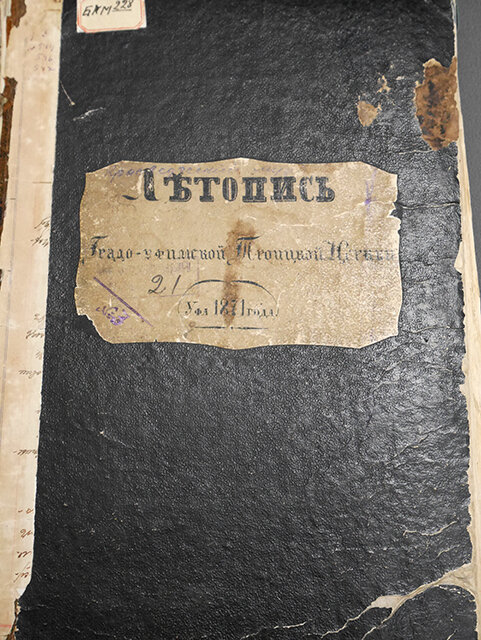 БКМ 228
Лѣтопись
Градо-уфимской Троицкой Церкви
21
Уфа 1871 года.